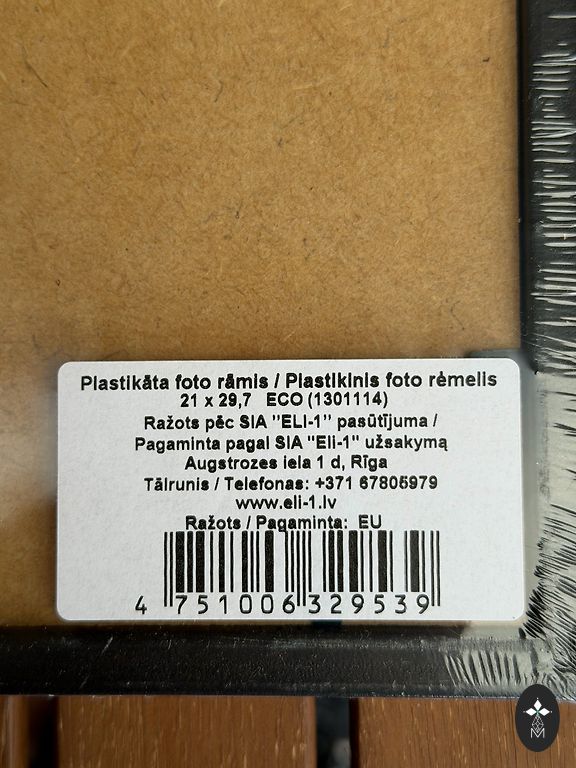 Plastikāta foto rāmis / Plastikinis foto rėmelis
21 x 29,7 ECO (1301114)
Ražots pēc SIA "ELI-1" pasūtījuma /
Pagaminta pagal SIA "Eli-1" užsakymą
Augstrozes iela 1 d, Rīga
Tālrunis / Telefonas: +371 67805979
www.eli-1.lv
Ražots / Pagaminta: EU
4 751006 329539
M